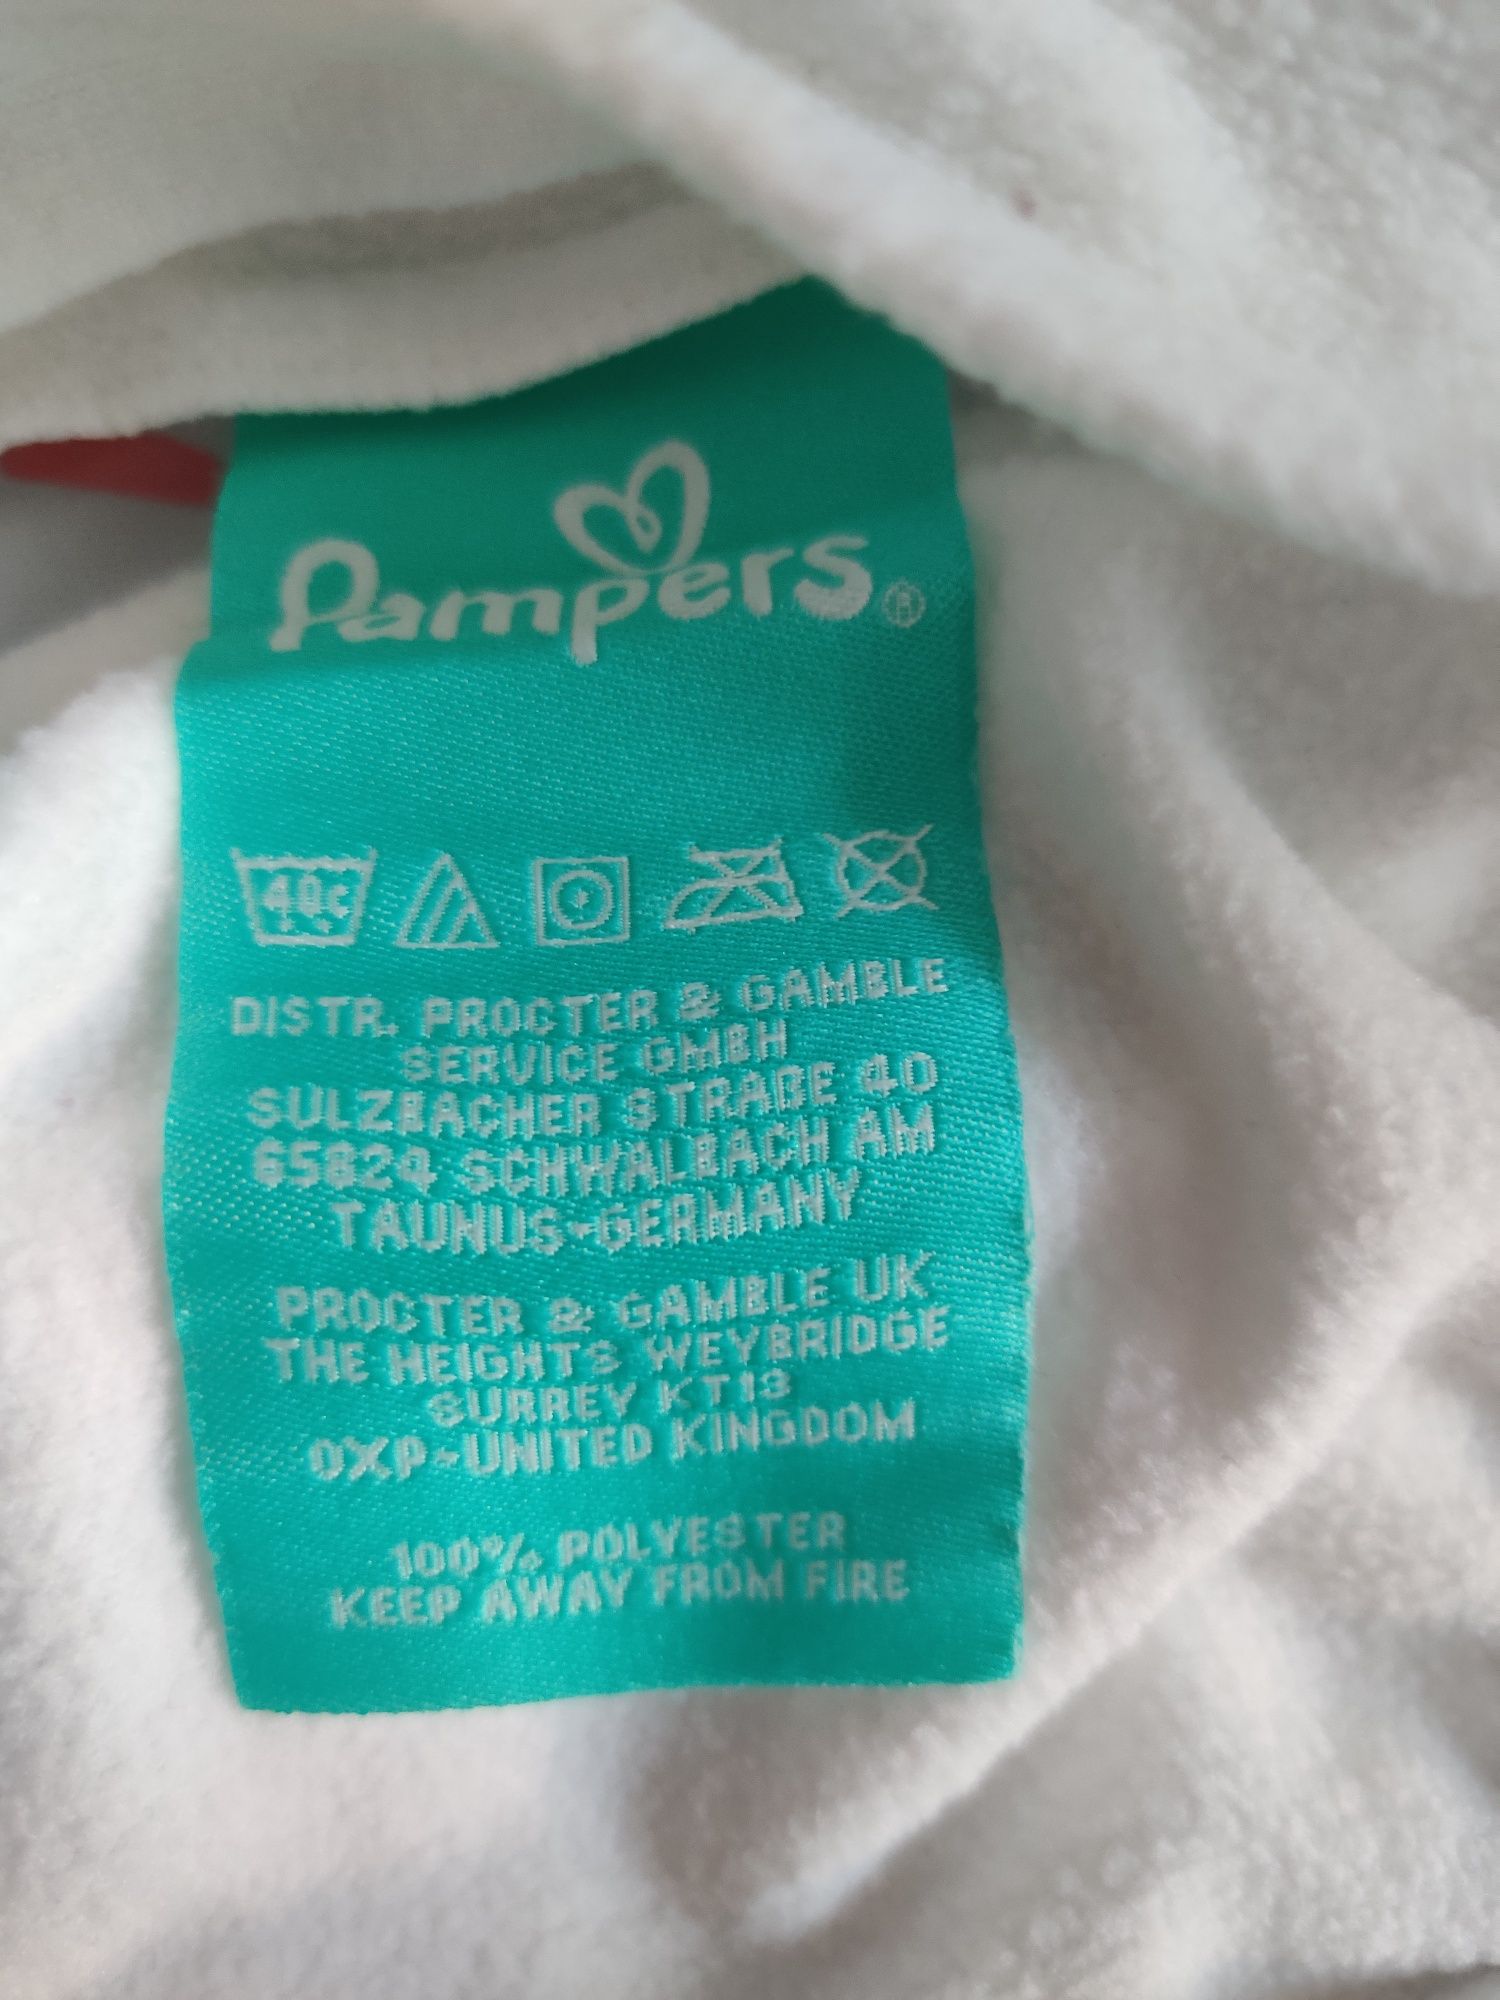 Pampers®
40c
DISTR. PROCTER & GAMBLE
SERVICE GMBH
SULZBACHER STRAßE 40
65824 SCHWALBACH AM
TAUNUS-GERMANY
PROCTER & GAMBLE UK
THE HEIGHTS WEYBRIDGE
SURREY KT13
0XP-UNITED KINGDOM
100% POLYESTER
KEEP AWAY FROM FIRE